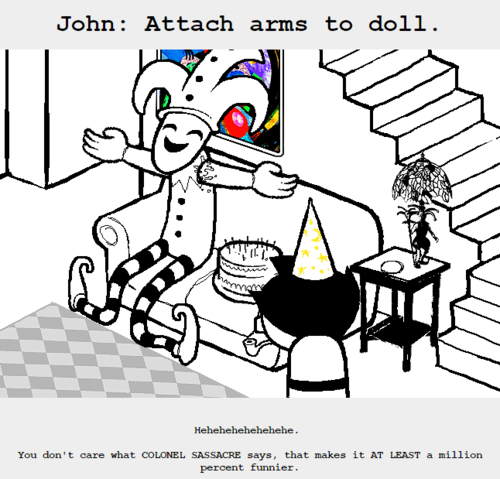 John: Attach arms to doll.
Hehehehehehehehe.
You don't care what COLONEL SASSACRE says, that makes it AT LEAST a million
percent funnier.